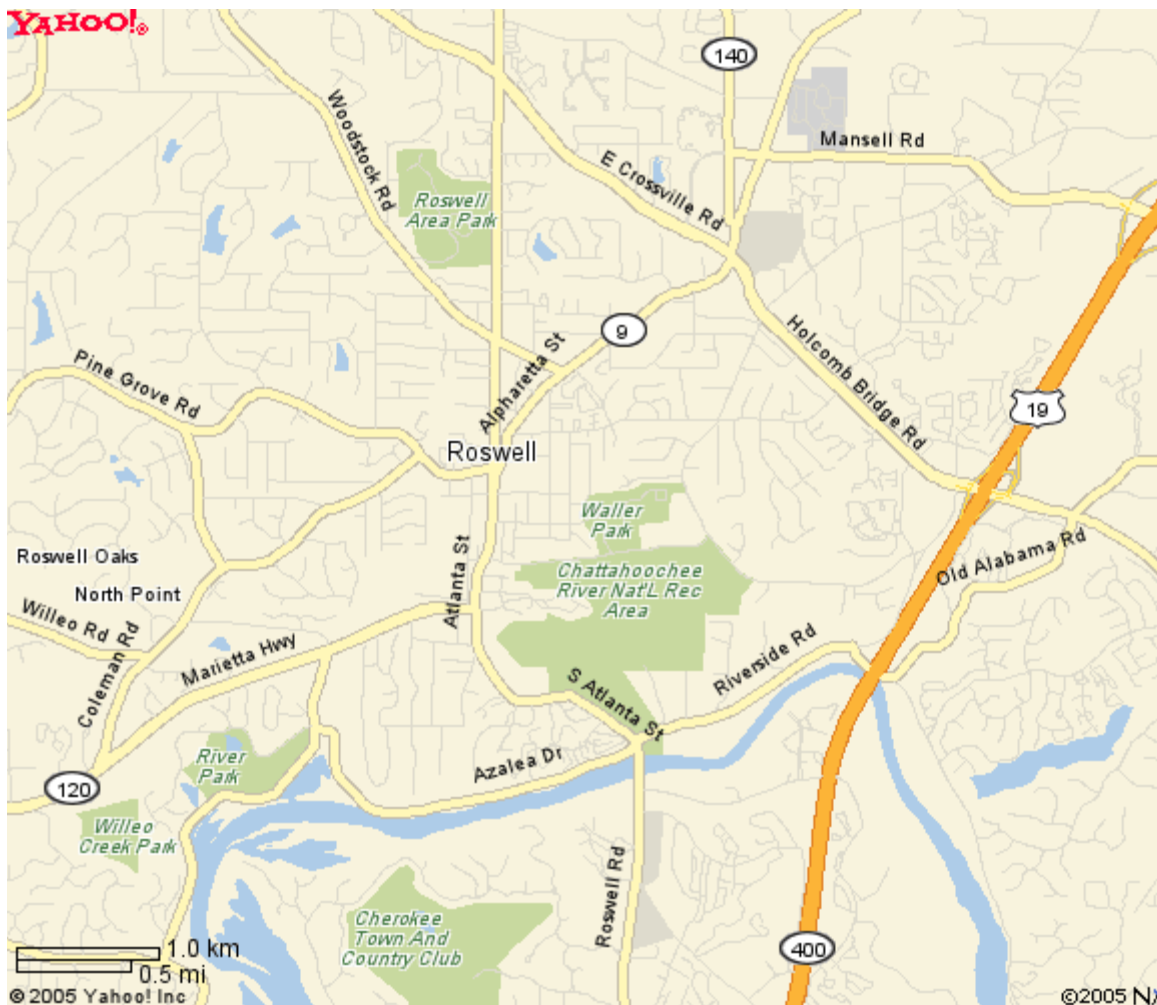 YAHOO!®
140
Mansell Rd
Woodstock Rd
E Crossville Rd
Roswell
Area Park
9
Alpharetta St
Holcomb Bridge Rd
19
Pine Grove Rd
Roswell
Waller
Park
Roswell Oaks
North Point
Atlanta St
Chattahoochee
River Nat'L Rec
Area
Old Alabama Rd
Willeo Rd
Coleman Rd
Marietta Hwy
Riverside Rd
S Atlanta St
River
Park
Azalea Dr
120
Willeo
Creek Park
Roswell Rd
Cherokee
Town And
Country Club
400
1.0 km
0.5 mi
©2005 Yahoo! Inc
©2005 N